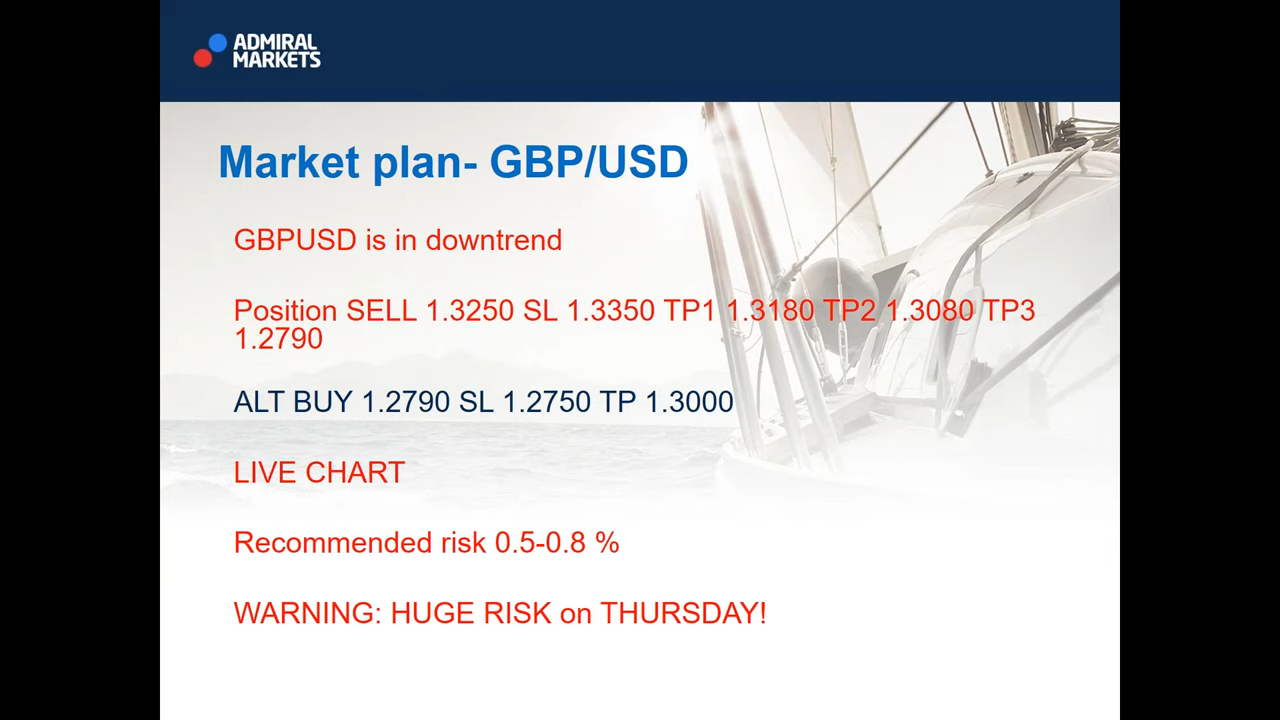 ADMIRAL
MARKETS
Market plan- GBP/USD
GBPUSD is in downtrend
Position SELL 1.3250 SL 1.3350 TP1 1.3180 TP2 1.3080 TP3
1.2790
ALT BUY 1.2790 SL 1.2750 TP 1.3000
LIVE CHART
Recommended risk 0.5-0.8 %
WARNING: HUGE RISK on THURSDAY!